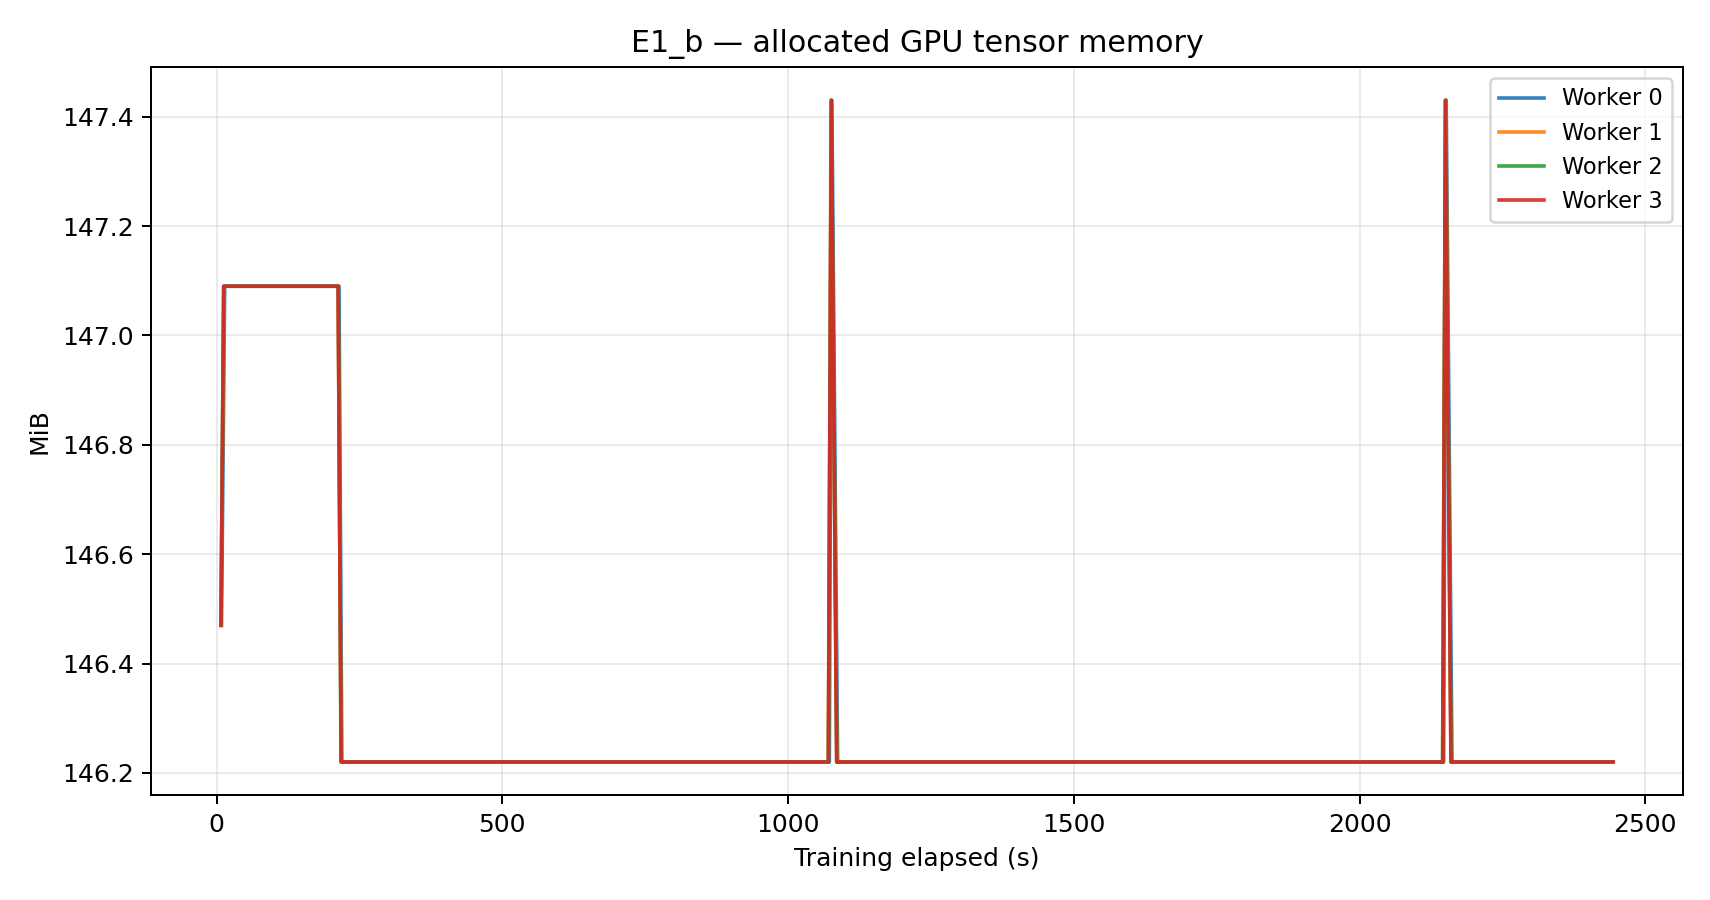 E1_b — allocated GPU tensor memory
Worker 0
Worker 1
Worker 2
Worker 3
147.4
147.2
147.0
146.8
146.6
146.4
146.2
MiB
0 500 1000 1500 2000 2500
Training elapsed (s)